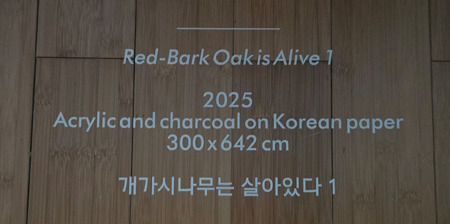 Red-Bark Oak is Alive 1
2025
Acrylic and charcoal on Korean paper
300 x 642 cm
개가시나무는 살아있다 1